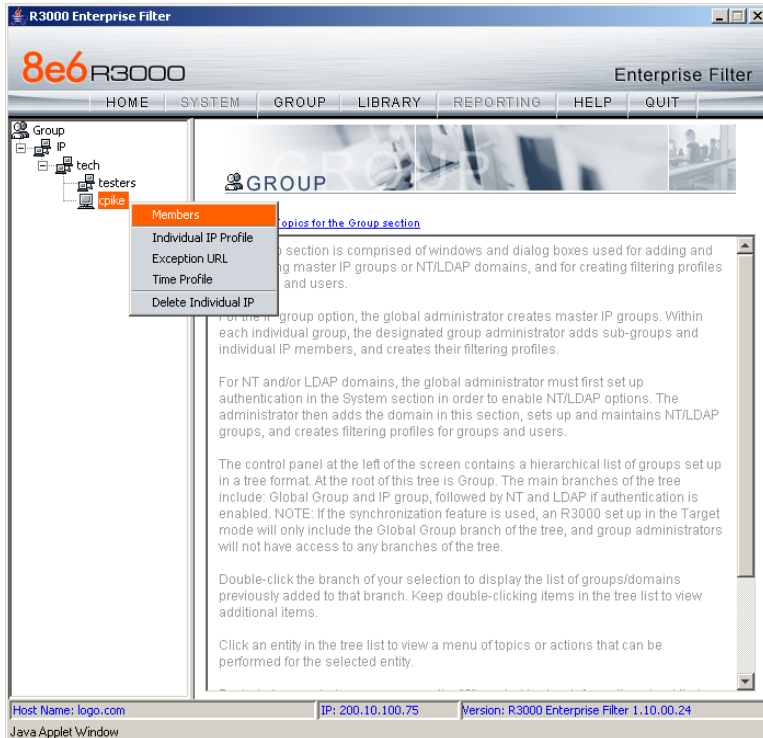 R3000 Enterprise Filter
8e6 R3000
Enterprise Filter
HOME SYSTEM GROUP LIBRARY REPORTING HELP QUIT
Group
IP
tech
testers
cpike
Members
Individual IP Profile
Exception URL
Time Profile
Delete Individual IP
GROUP
GROUP
Topics for the Group section
section is comprised of windows and dialog boxes used for adding and
master IP groups or NT/LDAP domains, and for creating filtering profiles
and users.
For the IP group option, the global administrator creates master IP groups. Within
each individual group, the designated group administrator adds sub-groups and
individual IP members, and creates their filtering profiles.
For NT and/or LDAP domains, the global administrator must first set up
authentication in the System section in order to enable NT/LDAP options. The
administrator then adds the domain in this section, sets up and maintains NT/LDAP
groups, and creates filtering profiles for groups and users.
The control panel at the left of the screen contains a hierarchical list of groups set up
in a tree format. At the root of this tree is Group. The main branches of the tree
include: Global Group and IP group, followed by NT and LDAP if authentication is
enabled. NOTE: If the synchronization feature is used, an R3000 set up in the Target
mode will only include the Global Group branch of the tree, and group administrators
will not have access to any branches of the tree.
Double-click the branch of your selection to display the list of groups/domains
previously added to that branch. Keep double-clicking items in the tree list to view
additional items.
Click an entity in the tree list to view a menu of topics or actions that can be
performed for the selected entity.
Host Name: logo.com
IP: 200.10.100.75
Version: R3000 Enterprise Filter 1.10.00.24
Java Applet Window